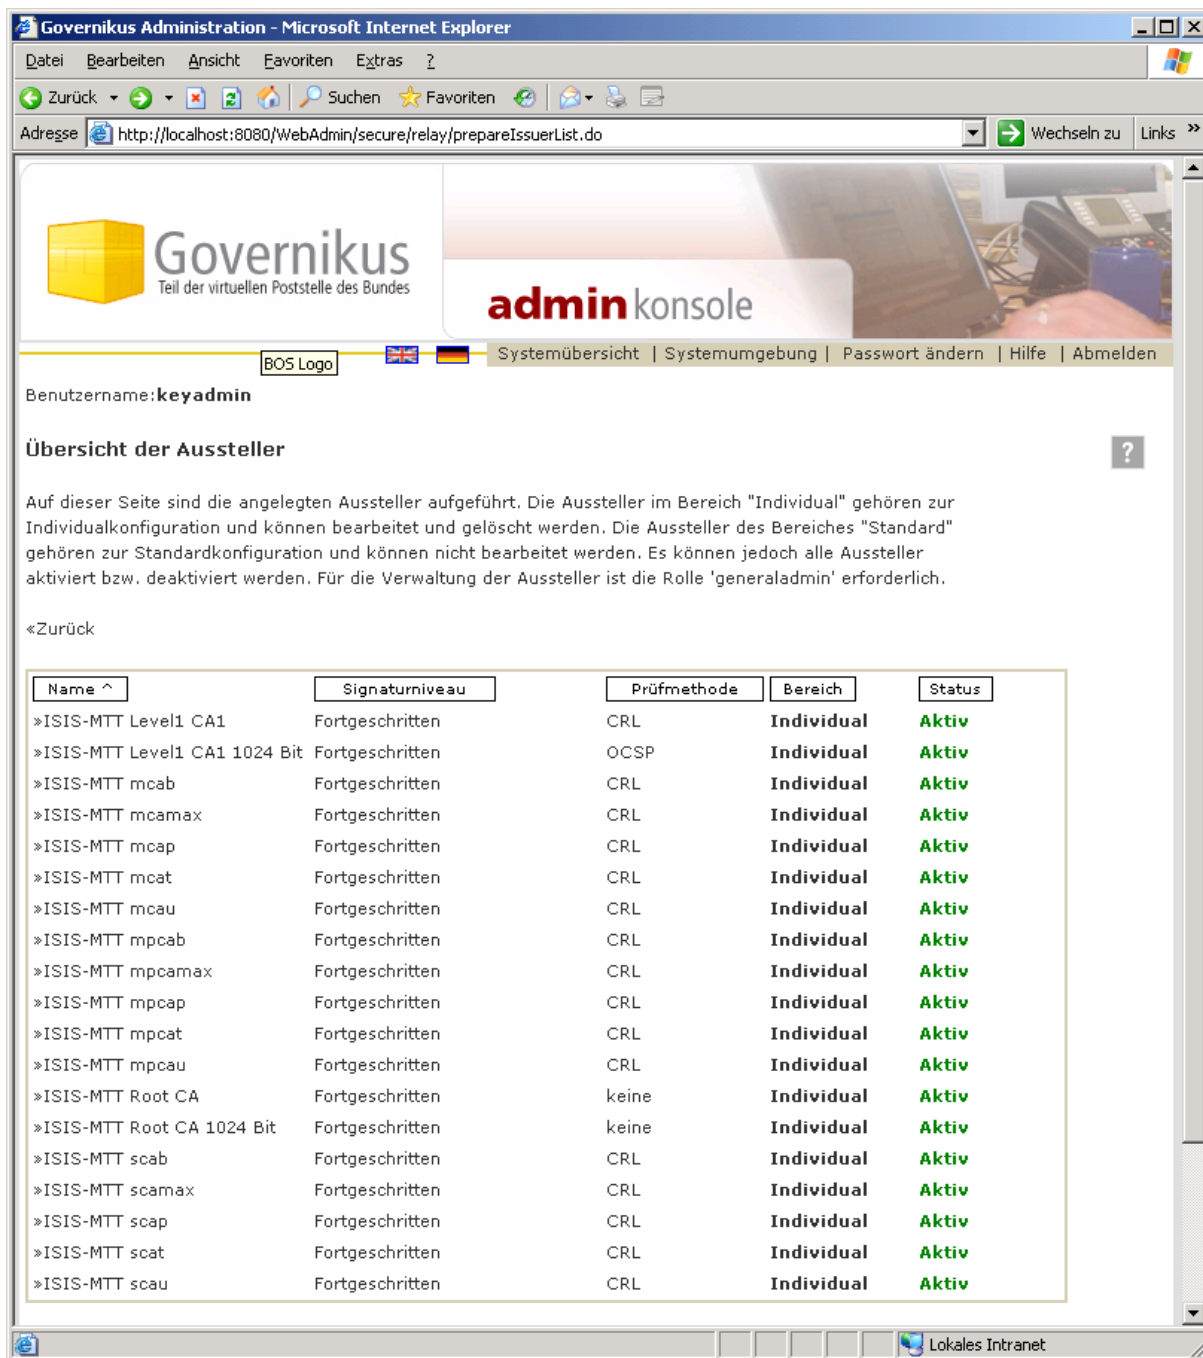 Governikus Administration - Microsoft Internet Explorer
Datei Bearbeiten Ansicht Favoriten Extras ?
Zurück Suchen Favoriten
Adresse http://localhost:8080/WebAdmin/secure/relay/prepareIssuerList.do Wechseln zu Links »
Governikus
Teil der virtuellen Poststelle des Bundes
admin konsole
BOS Logo
Systemübersicht | Systemumgebung | Passwort ändern | Hilfe | Abmelden
Benutzername:keyadmin
Übersicht der Aussteller ?
Auf dieser Seite sind die angelegten Aussteller aufgeführt. Die Aussteller im Bereich "Individual" gehören zur
Individualkonfiguration und können bearbeitet und gelöscht werden. Die Aussteller des Bereiches "Standard"
gehören zur Standardkonfiguration und können nicht bearbeitet werden. Es können jedoch alle Aussteller
aktiviert bzw. deaktiviert werden. Für die Verwaltung der Aussteller ist die Rolle 'generaladmin' erforderlich.
«Zurück
Name ^ Signaturniveau Prüfmethode Bereich Status
»ISIS-MTT Level1 CA1 Fortgeschritten CRL Individual Aktiv
»ISIS-MTT Level1 CA1 1024 Bit Fortgeschritten OCSP Individual Aktiv
»ISIS-MTT mcab Fortgeschritten CRL Individual Aktiv
»ISIS-MTT mcamax Fortgeschritten CRL Individual Aktiv
»ISIS-MTT mcap Fortgeschritten CRL Individual Aktiv
»ISIS-MTT mcat Fortgeschritten CRL Individual Aktiv
»ISIS-MTT mcau Fortgeschritten CRL Individual Aktiv
»ISIS-MTT mpcab Fortgeschritten CRL Individual Aktiv
»ISIS-MTT mpcamax Fortgeschritten CRL Individual Aktiv
»ISIS-MTT mpcap Fortgeschritten CRL Individual Aktiv
»ISIS-MTT mpcat Fortgeschritten CRL Individual Aktiv
»ISIS-MTT mpcau Fortgeschritten CRL Individual Aktiv
»ISIS-MTT Root CA Fortgeschritten keine Individual Aktiv
»ISIS-MTT Root CA 1024 Bit Fortgeschritten keine Individual Aktiv
»ISIS-MTT scab Fortgeschritten CRL Individual Aktiv
»ISIS-MTT scamax Fortgeschritten CRL Individual Aktiv
»ISIS-MTT scap Fortgeschritten CRL Individual Aktiv
»ISIS-MTT scat Fortgeschritten CRL Individual Aktiv
»ISIS-MTT scau Fortgeschritten CRL Individual Aktiv
Lokales Intranet